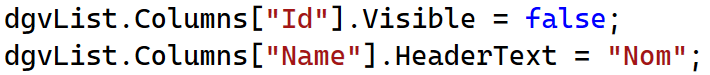 dgvList.Columns["Id"].Visible = false;
dgvList.Columns["Name"].HeaderText = "Nom";